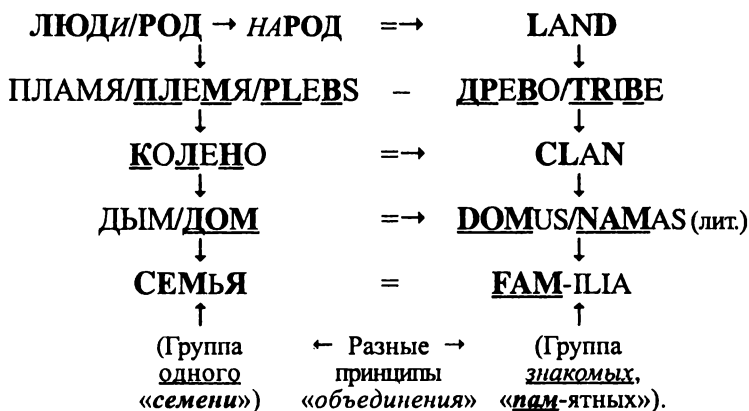 ЛЮДИ/РОД → НАРОД =→ LAND
↓ ↓
ПЛАМЯ/ПЛЕМЯ/PLEBS – ДРЕВО/TRIBE
↓ ↓
КОЛЕНО =→ CLAN
↓ ↓
ДЫМ/ДОМ =→ DOMUS/NAMAS (лит.)
↓ ↓
СЕМЬЯ = FAM-ILIA
↑ ↑
(Группа ← Разные → (Группа
одного принципы знакомых,
«семени») «объединения» «пам-ятных»).